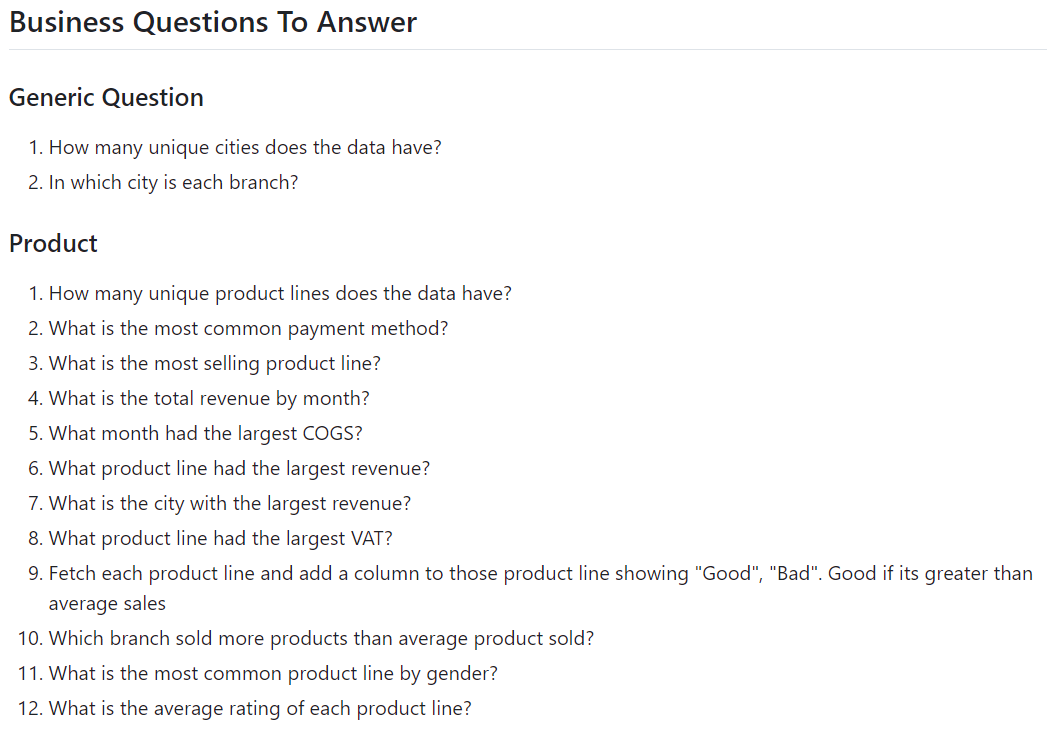 Business Questions To Answer
Generic Question
1. How many unique cities does the data have?
2. In which city is each branch?
Product
1. How many unique product lines does the data have?
2. What is the most common payment method?
3. What is the most selling product line?
4. What is the total revenue by month?
5. What month had the largest COGS?
6. What product line had the largest revenue?
7. What is the city with the largest revenue?
8. What product line had the largest VAT?
9. Fetch each product line and add a column to those product line showing "Good", "Bad". Good if its greater than
average sales
10. Which branch sold more products than average product sold?
11. What is the most common product line by gender?
12. What is the average rating of each product line?